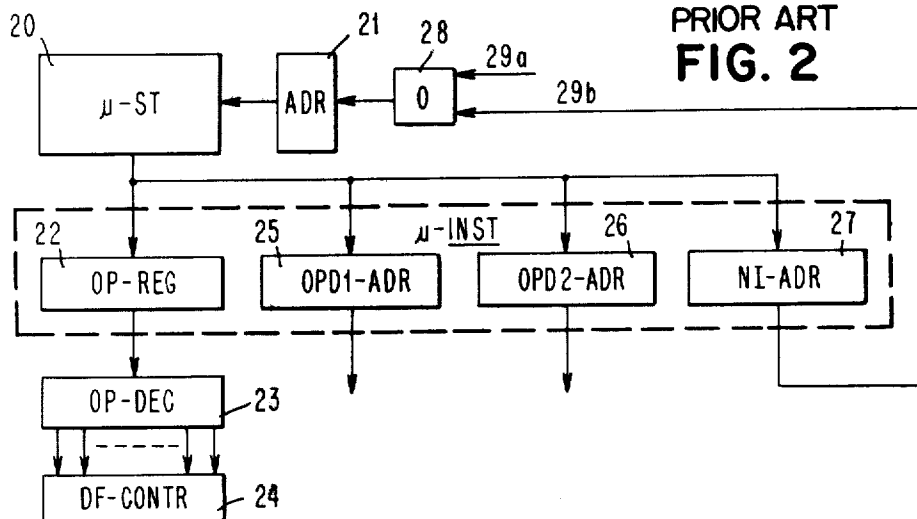 PRIOR ART
FIG. 2
20
21
28
29a
29b
μ-ST
ADR
O
μ-INST
22
25
26
27
OP-REG
OPD1-ADR
OPD2-ADR
NI-ADR
OP-DEC
23
DF-CONTR
24